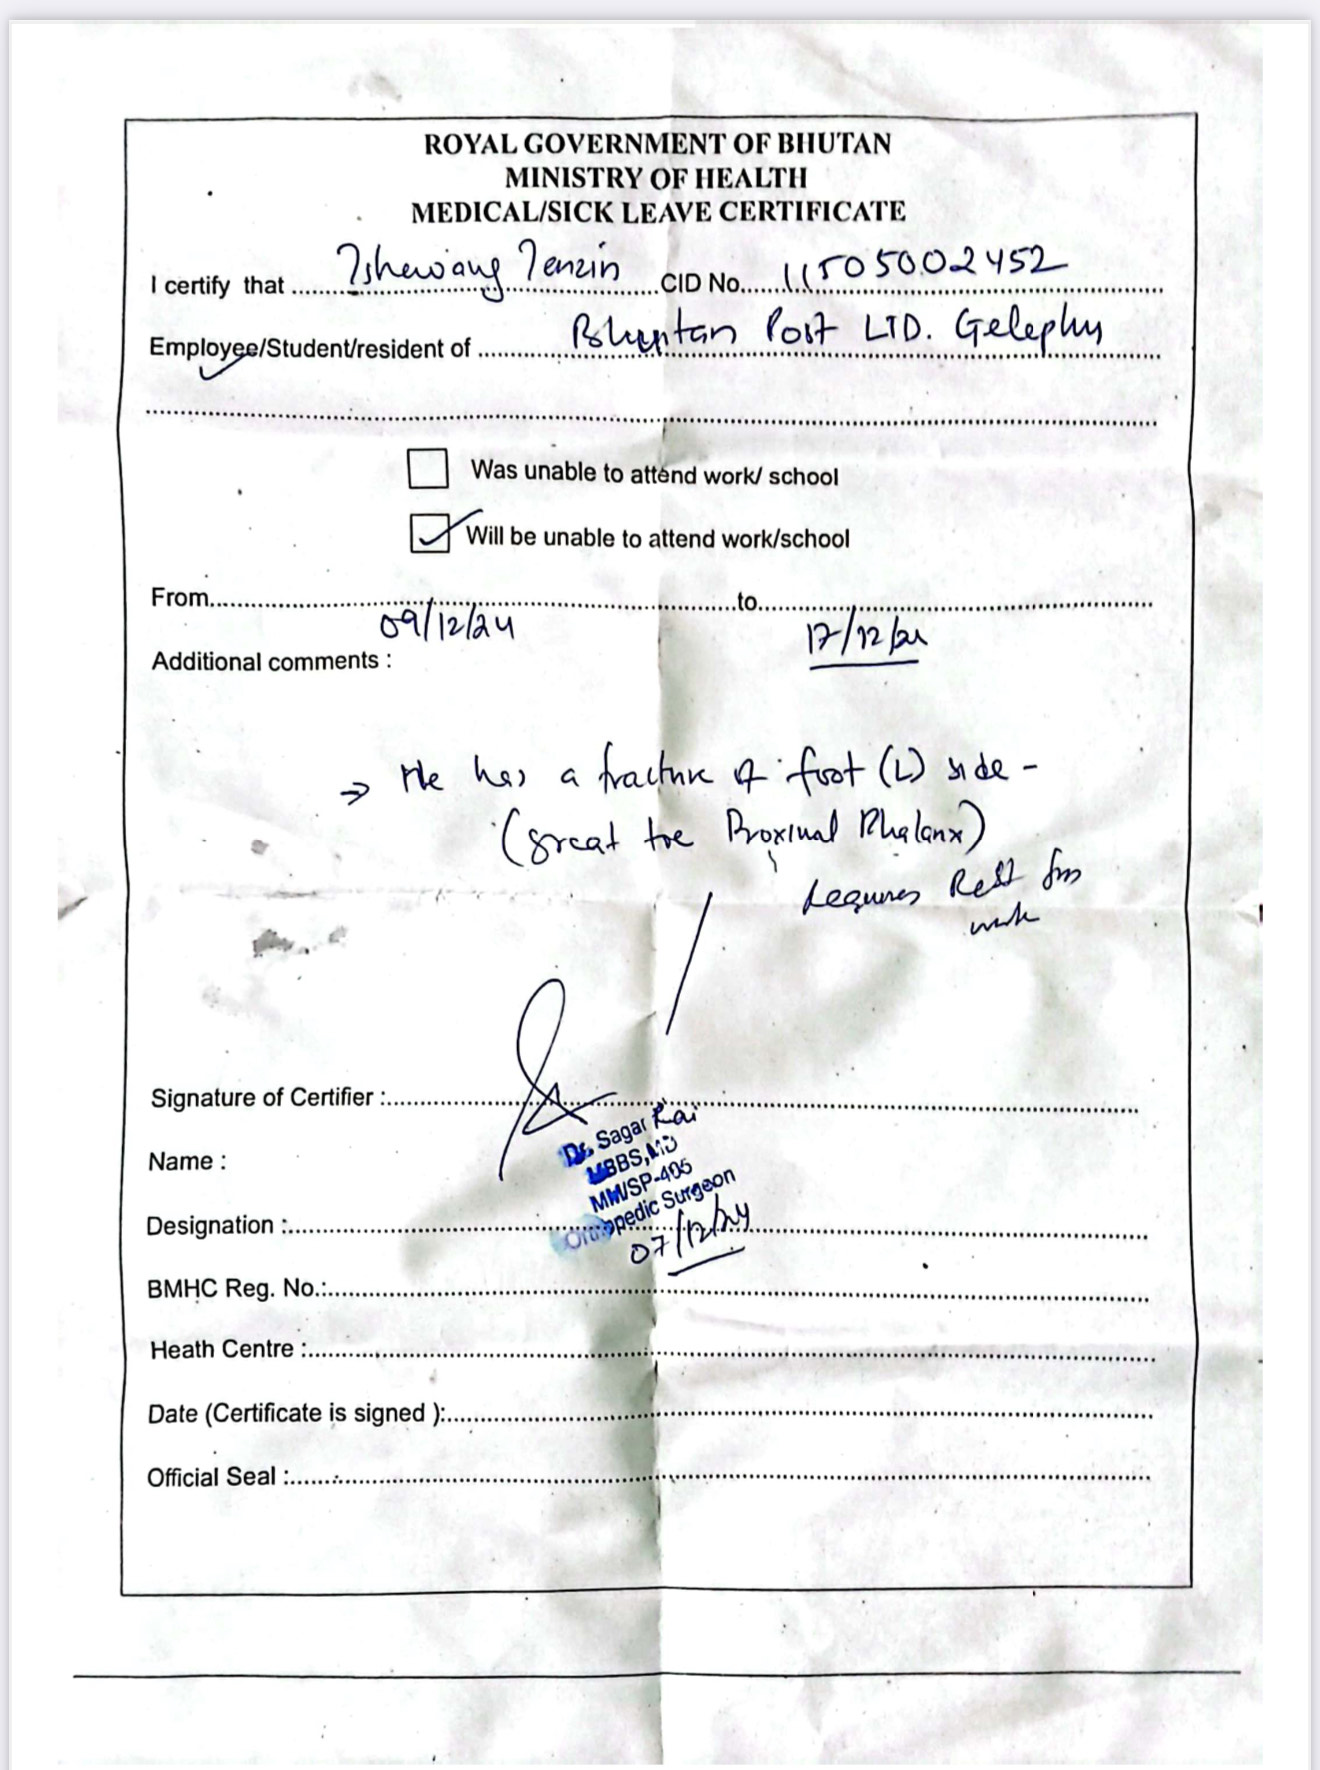 ROYAL GOVERNMENT OF BHUTAN
MINISTRY OF HEALTH
MEDICAL/SICK LEAVE CERTIFICATE
I certify that Tshewang Tenzin CID No. 11505002452
Employee/Student/resident of Bhuntan Post LTD. Gelephu
Was unable to attend work/ school
Will be unable to attend work/school
From 09/12/24 to 17/12/24
Additional comments :
⇒ He has a fracture of foot (L) side -
(great toe Proximal Phalanx)
requires Rest from
work
Signature of Certifier :
Dr. Sagar Rai
MBBS,MD
Name :
MM/SP-405
Orthopedic Surgeon
Designation :
07/12/24
BMHC Reg. No.:
Heath Centre :
Date (Certificate is signed ):
Official Seal :